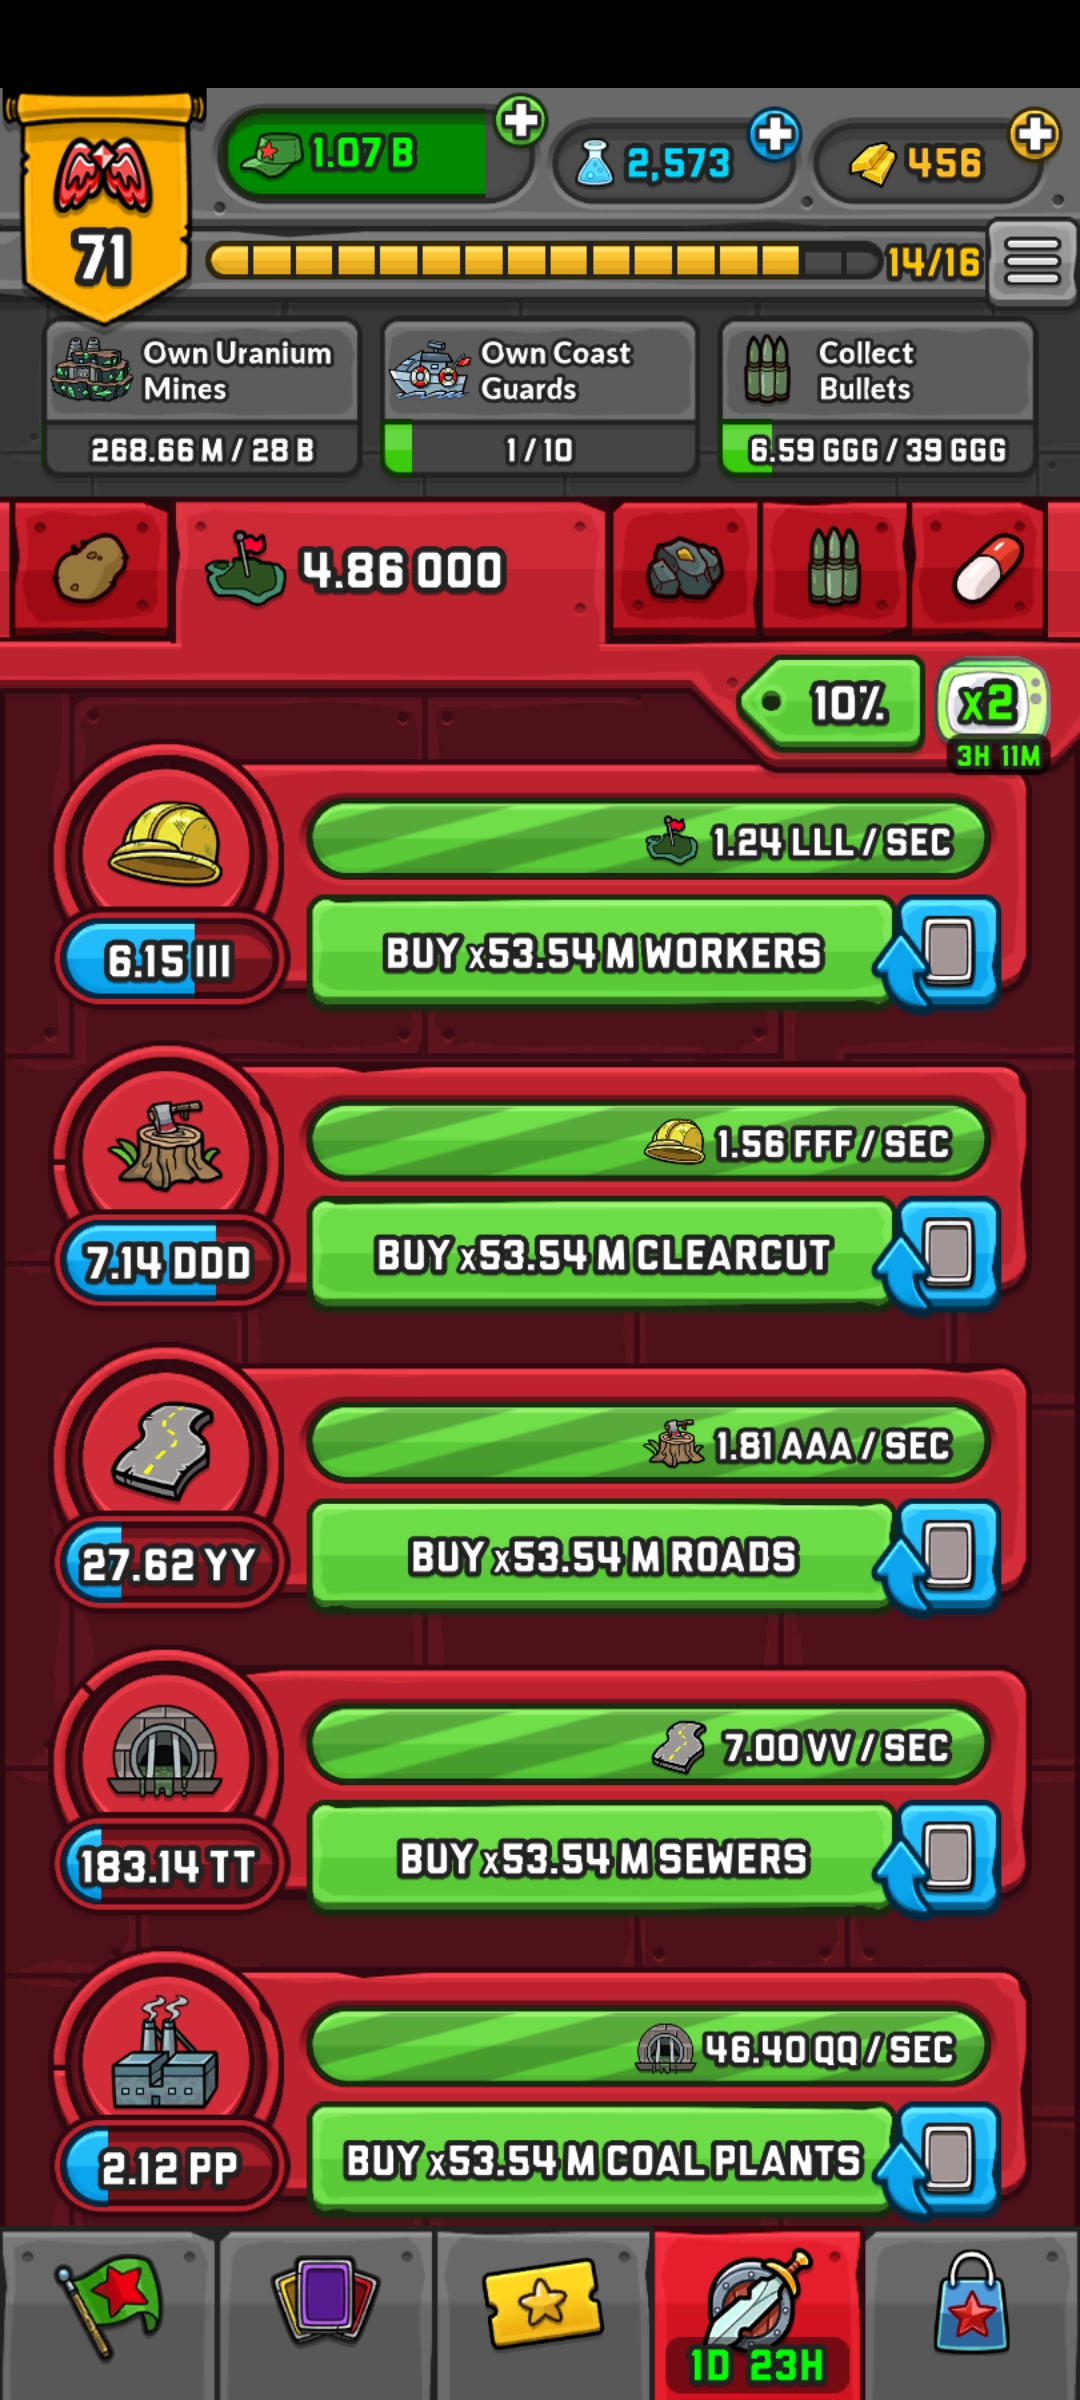 71
1.07 B
2,573
456
14/16
Own Uranium
Mines
268.66 M / 28 B
Own Coast
Guards
1 / 10
Collect
Bullets
6.59 GGG / 39 GGG
4.86 OOO
10%
x2
3H 11M
1.24 LLL / SEC
6.15 III
BUY x53.54 M WORKERS
1.56 FFF / SEC
7.14 DDD
BUY x53.54 M CLEARCUT
1.81 AAA / SEC
27.62 YY
BUY x53.54 M ROADS
7.00 VV / SEC
183.14 TT
BUY x53.54 M SEWERS
46.40 QQ / SEC
2.12 PP
BUY x53.54 M COAL PLANTS
1D 23H